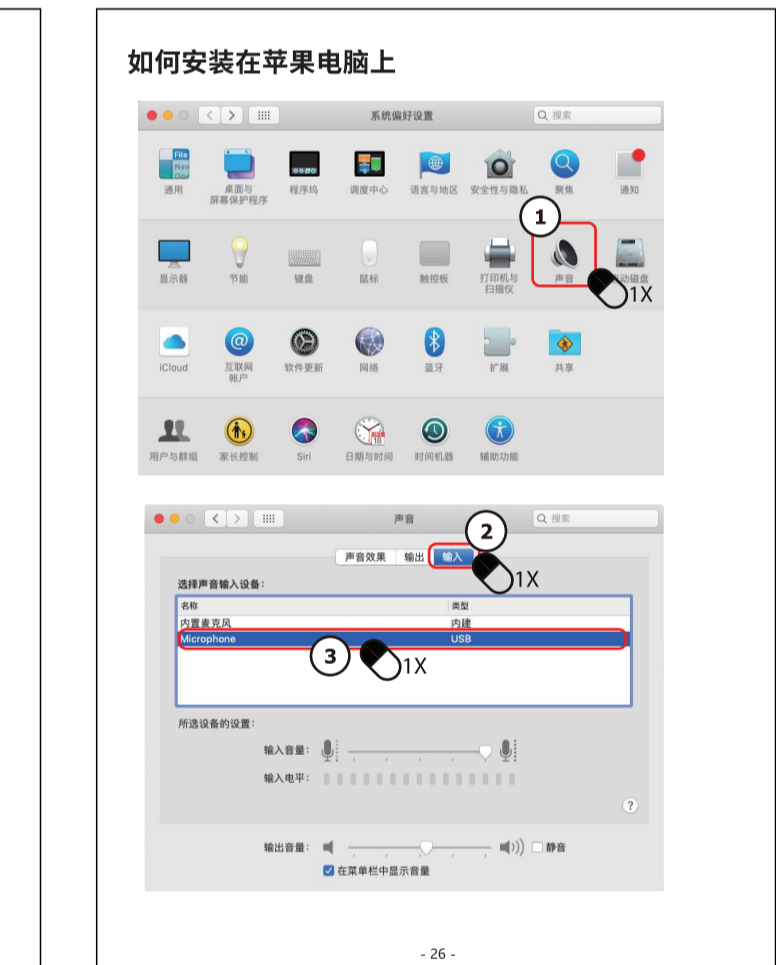 如何安装在苹果电脑上
系统偏好设置
搜索
通用
桌面与
屏幕保护程序
程序坞
调度中心
语言与地区
安全性与隐私
聚焦
通知
1
显示器
节能
键盘
鼠标
触控板
打印机与
扫描仪
声音
动磁盘
1X
iCloud
互联网
帐户
软件更新
网络
蓝牙
扩展
共享
用户与群组
家长控制
Siri
日期与时间
时间机器
辅助功能
声音
搜索
2
声音效果 输出 输入
1X
选择声音输入设备：
名称 类型
内置麦克风 内建
Microphone USB
3
1X
所选设备的设置：
输入音量：
输入电平：
?
输出音量： 静音
在菜单栏中显示音量
- 26 -